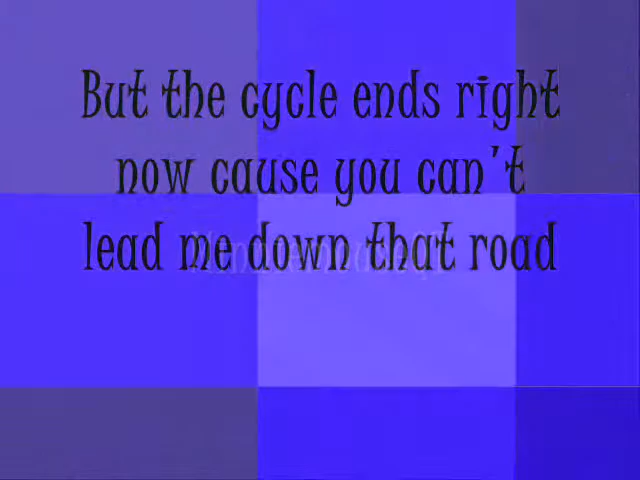 But the cycle ends right
now cause you can't
lead me down that road